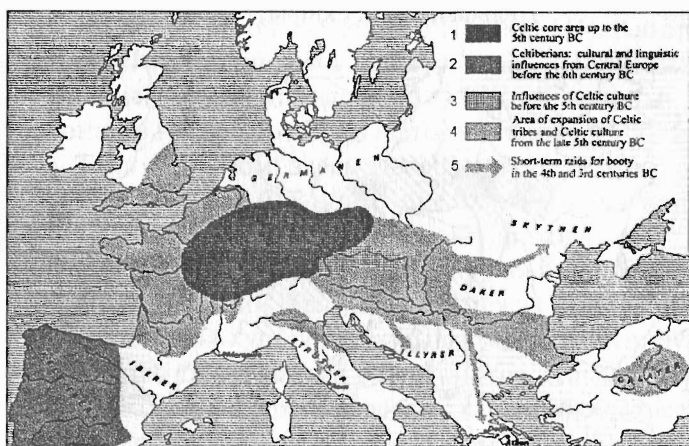 1 Celtic core area up to the
5th century BC
2 Celtiberians: cultural and linguistic
influences from Central Europe
before the 6th century BC
3 Influences of Celtic culture
before the 5th century BC
4 Area of expansion of Celtic
tribes and Celtic culture
from the late 5th century BC
5 Short-term raids for booty
in the 4th and 3rd centuries BC
GERMANEN
SKYTHEN
DAKER
IBERER
ETRUSKER
ILLYRER
GALATER